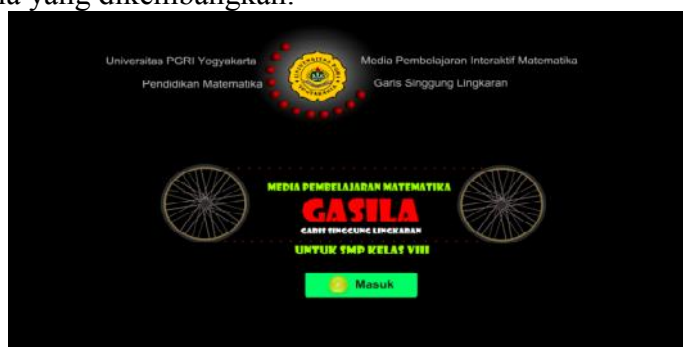 yang dikembangkan.
Universitas PGRI Yogyakarta
Pendidikan Matematika
Media Pembelajaran Interaktif Matematika
Garis Singgung Lingkaran
MEDIA PEMBELAJARAN MATEMATIKA
GASILA
GARIS SINGGUNG LINGKARAN
UNTUK SMP KELAS VIII
Masuk